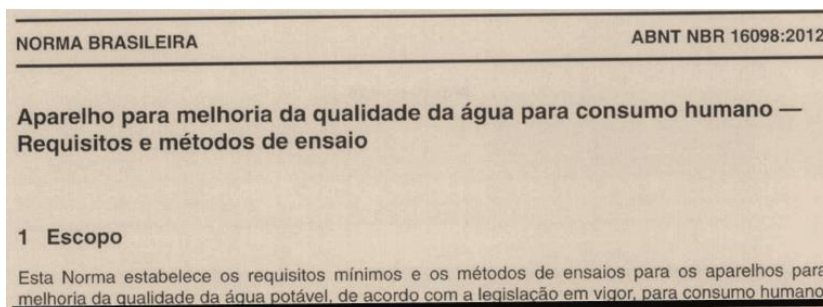 NORMA BRASILEIRA
ABNT NBR 16098:2012
Aparelho para melhoria da qualidade da água para consumo humano —
Requisitos e métodos de ensaio
1 Escopo
Esta Norma estabelece os requisitos mínimos e os métodos de ensaios para os aparelhos para
melhoria da qualidade da água potável, de acordo com a legislação em vigor, para consumo humano